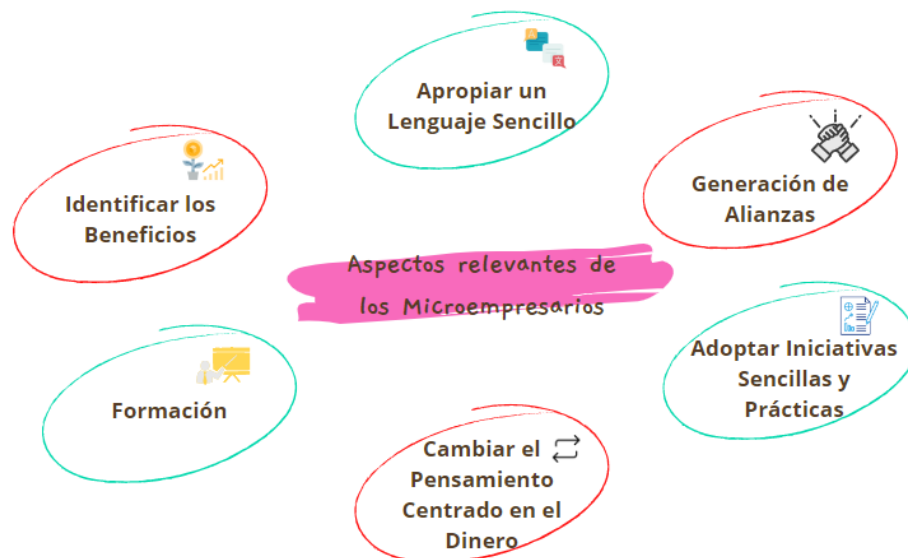 Apropiar un
Lenguaje Sencillo
Generación de
Alianzas
Identificar los
Beneficios
Aspectos relevantes de
los Microempresarios
Adoptar Iniciativas
Sencillas y
Prácticas
Formación
Cambiar el
Pensamiento
Centrado en el
Dinero